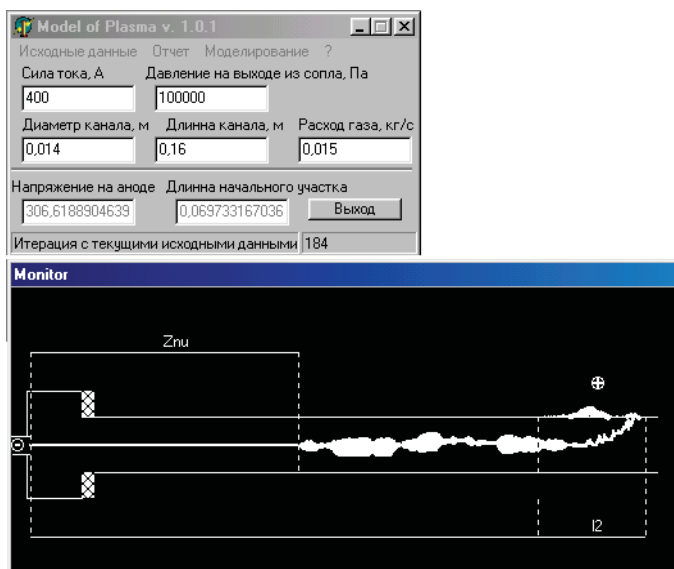 Model of Plasma v. 1.0.1
Исходные данные Отчет Моделирование ?
Сила тока, А Давление на выходе из сопла, Па
400 100000
Диаметр канала, м Длинна канала, м Расход газа, кг/с
0,014 0,16 0,015
Напряжение на аноде Длинна начального участка
306,6188904639 0,069733167036 Выход
Итерация с текущими исходными данными 184
Monitor
Znu
l2